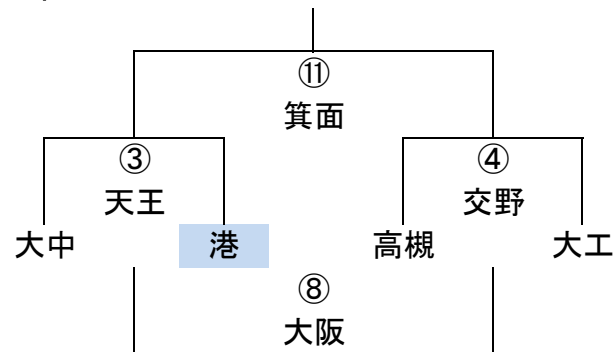 ⑪
箕面
③ ④
天王 交野
大中 港 高槻 大工
⑧
大阪